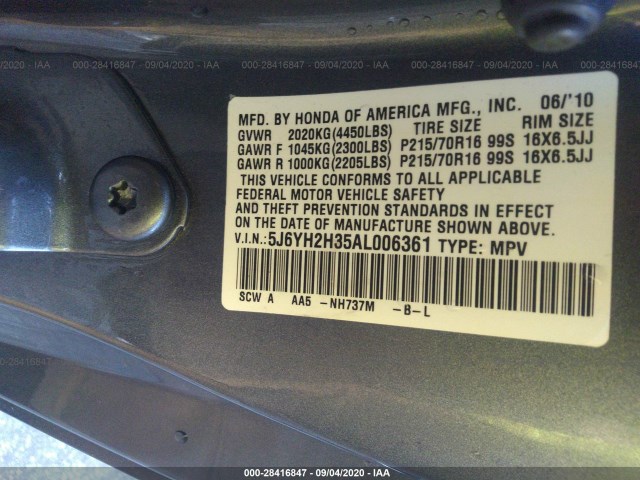 000-28416847 - 09/04/2020 - IAA
MFD. BY HONDA OF AMERICA MFG., INC. 06/'10
GVWR 2020KG(4450LBS) TIRE SIZE RIM SIZE
GAWR F 1045KG(2300LBS) P215/70R16 99S 16X6.5JJ
GAWR R 1000KG(2205LBS) P215/70R16 99S 16X6.5JJ
THIS VEHICLE CONFORMS TO ALL APPLICABLE
FEDERAL MOTOR VEHICLE SAFETY
AND THEFT PREVENTION STANDARDS IN EFFECT
ON THE DATE OF MANUFACTURE SHOWN ABOVE.
V.I.N.:5J6YH2H35AL006361 TYPE: MPV
SCW A AA5 -NH737M -B-L
000-28416847 - 09/04/2020 - IAA